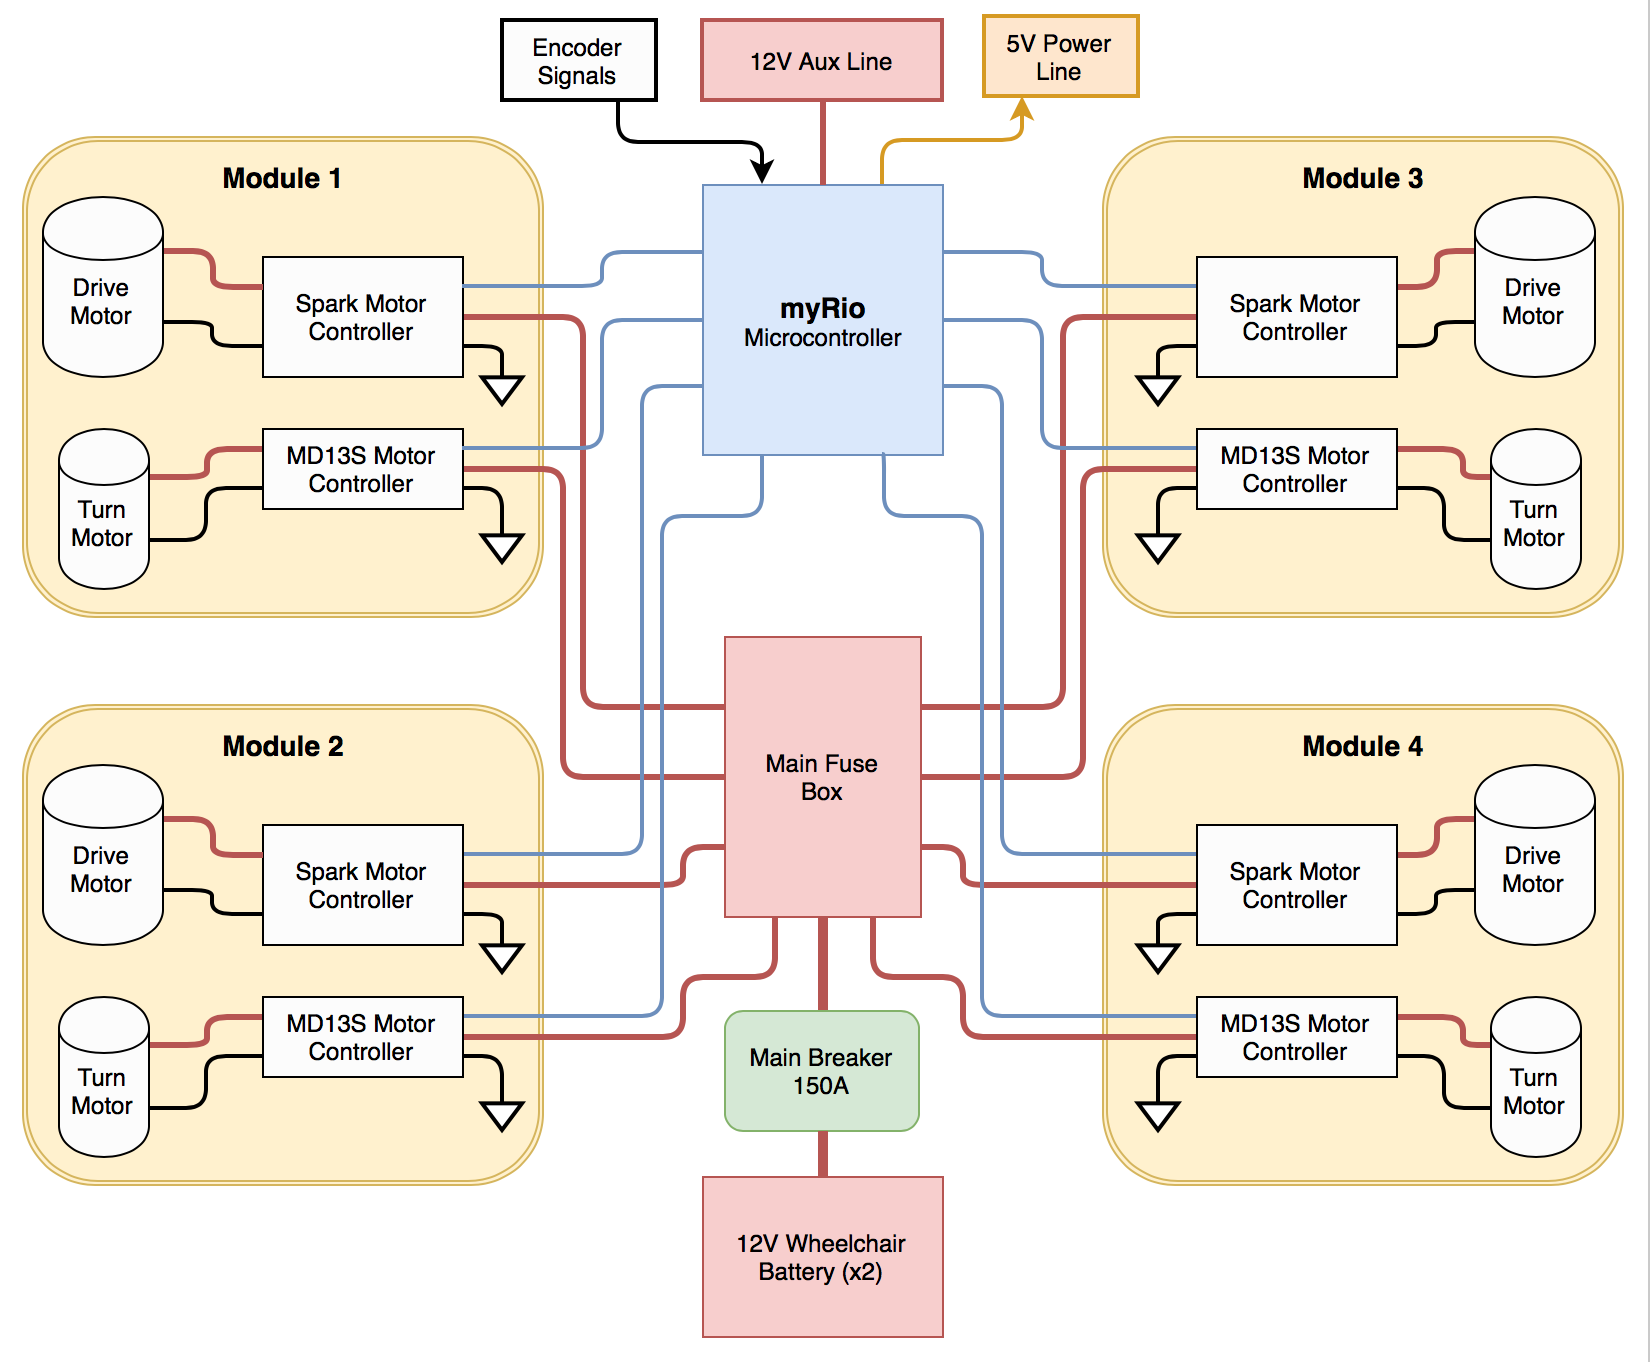 Encoder
Signals
12V Aux Line
5V Power
Line
Module 1
Drive
Motor
Spark Motor
Controller
Turn
Motor
MD13S Motor
Controller
myRio
Microcontroller
Module 3
Spark Motor
Controller
Drive
Motor
MD13S Motor
Controller
Turn
Motor
Main Fuse
Box
Module 2
Drive
Motor
Spark Motor
Controller
Turn
Motor
MD13S Motor
Controller
Main Breaker
150A
12V Wheelchair
Battery (x2)
Module 4
Spark Motor
Controller
Drive
Motor
MD13S Motor
Controller
Turn
Motor